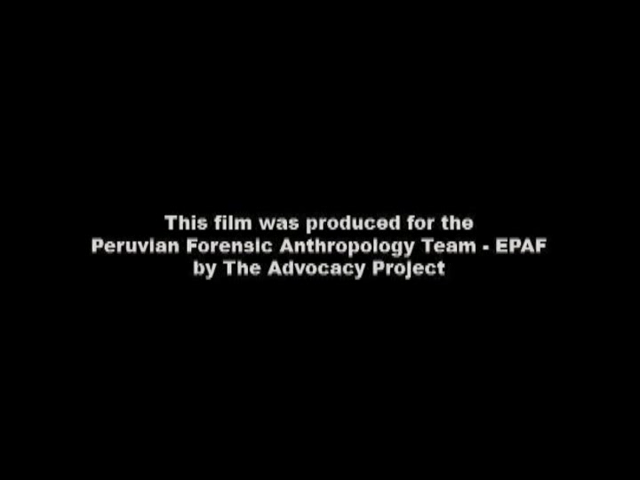 This film was produced for the
Peruvian Forensic Anthropology Team - EPAF
by The Advocacy Project